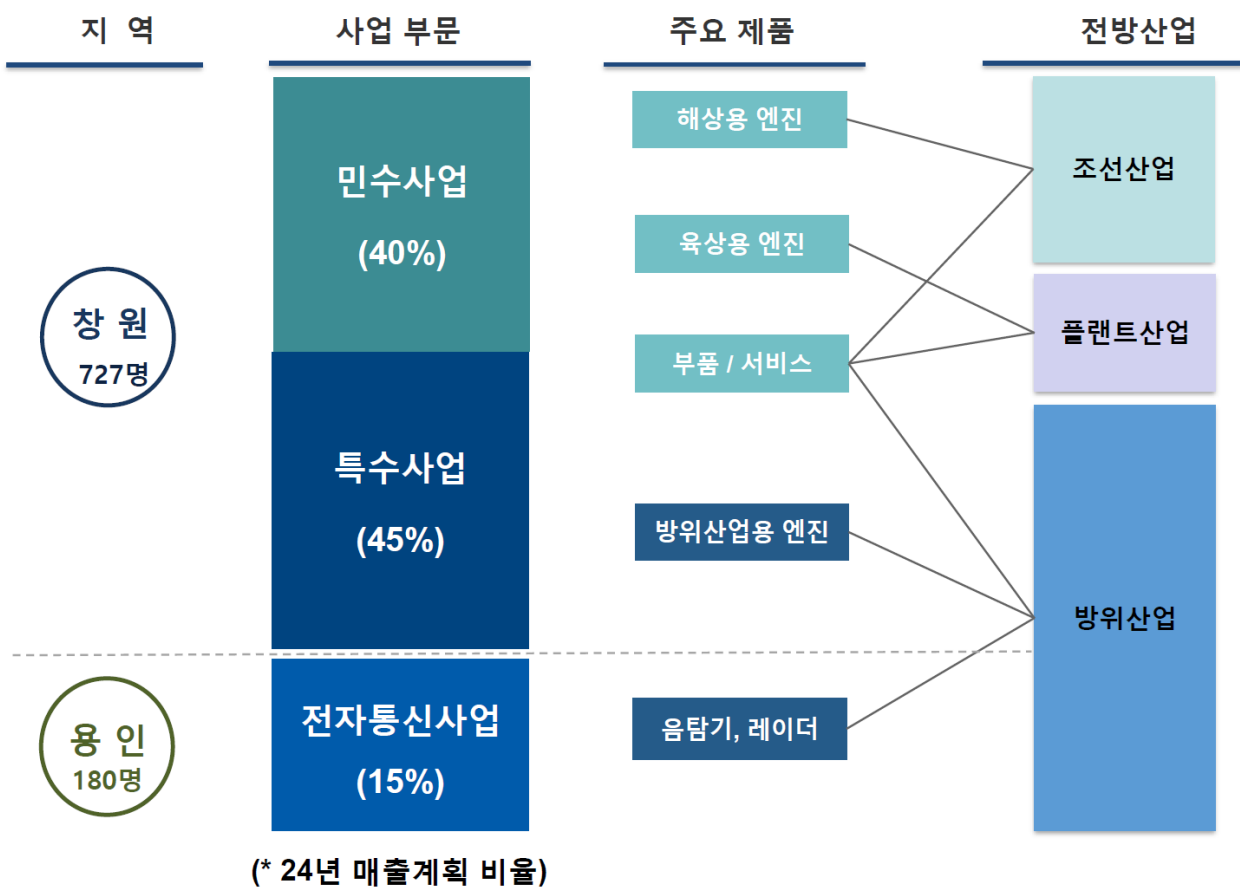 지 역
사업 부문
주요 제품
전방산업
창 원
727명
민수사업
(40%)
특수사업
(45%)
해상용 엔진
육상용 엔진
부품 / 서비스
방위산업용 엔진
조선산업
플랜트산업
방위산업
용 인
180명
전자통신사업
(15%)
음탐기, 레이더
(* 24년 매출계획 비율)